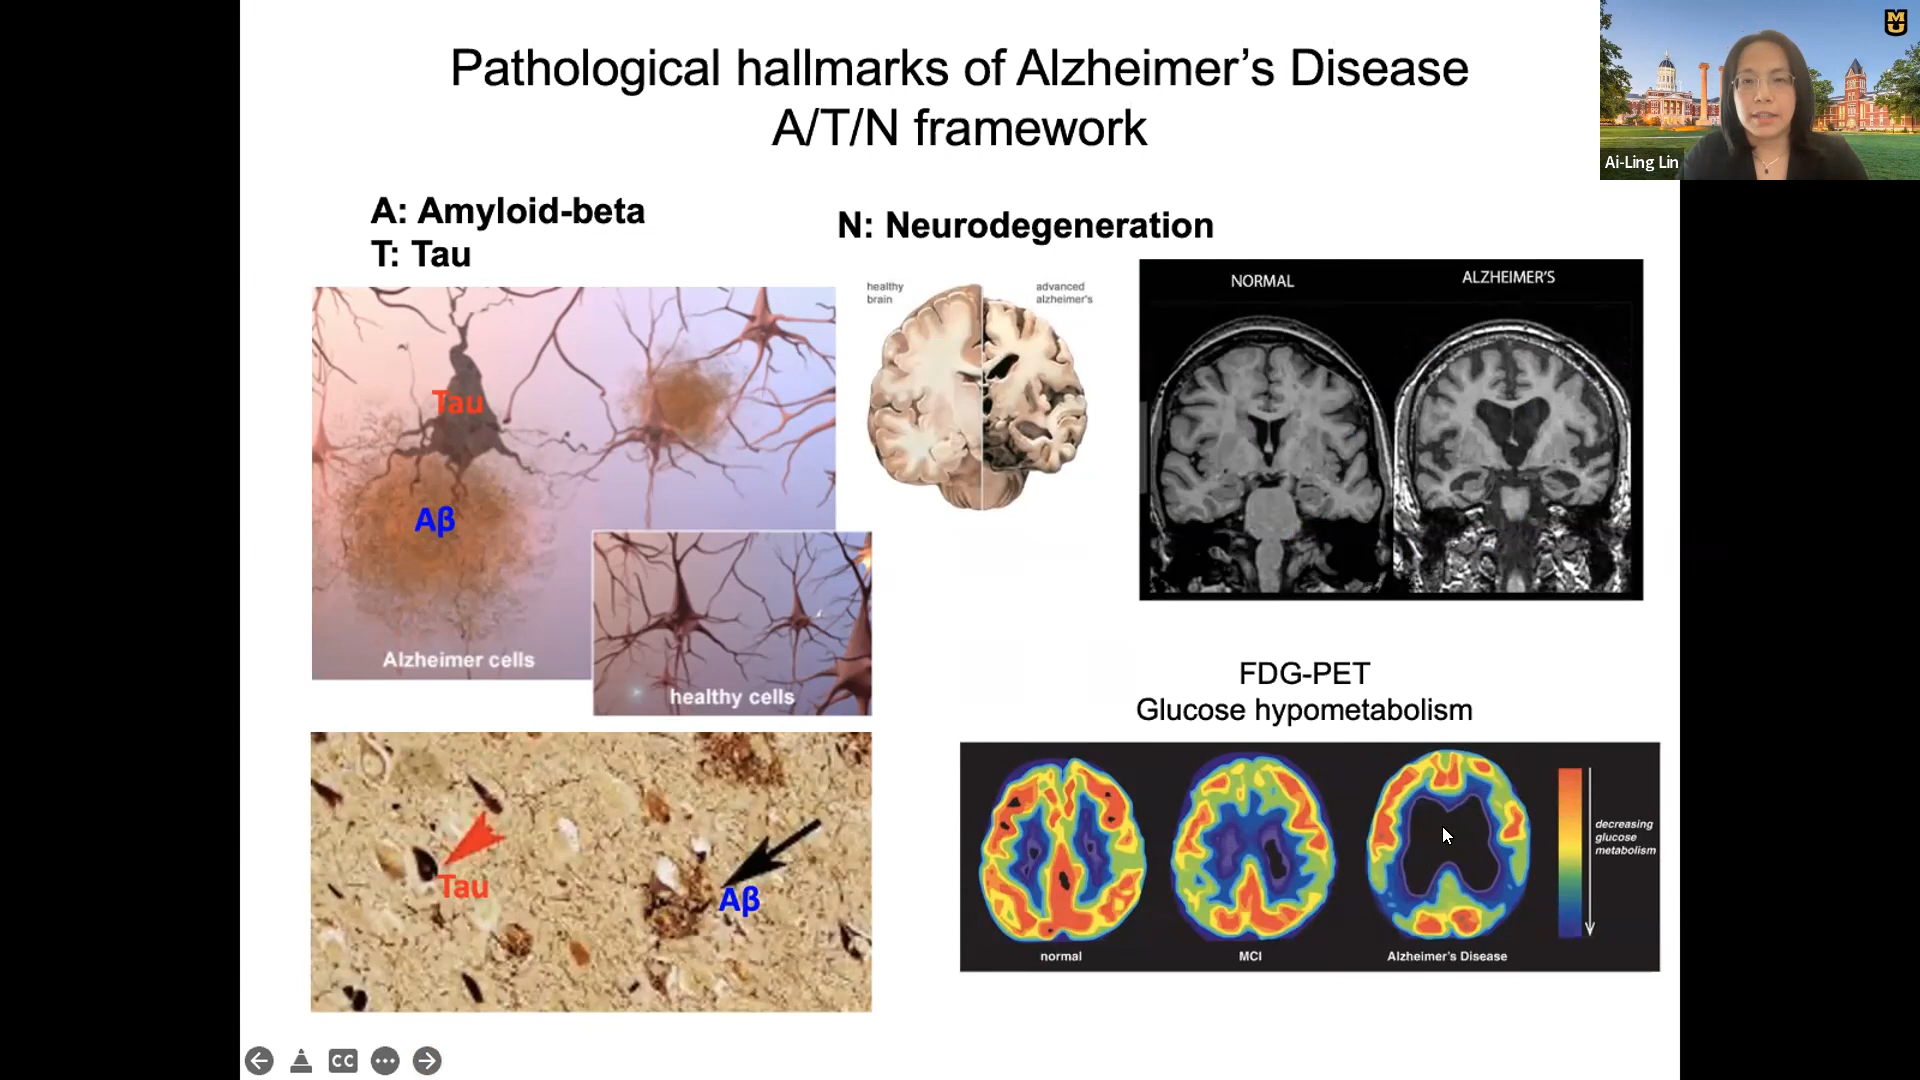 Pathological hallmarks of Alzheimer’s Disease
A/T/N framework
MU
Ai-Ling Lin
A: Amyloid-beta
T: Tau
N: Neurodegeneration
Tau
Aβ
Alzheimer cells
healthy cells
healthy
brain
advanced
alzheimer's
NORMAL
ALZHEIMER'S
Tau
Aβ
FDG-PET
Glucose hypometabolism
decreasing
glucose
metabolism
normal
MCI
Alzheimer's Disease
CC